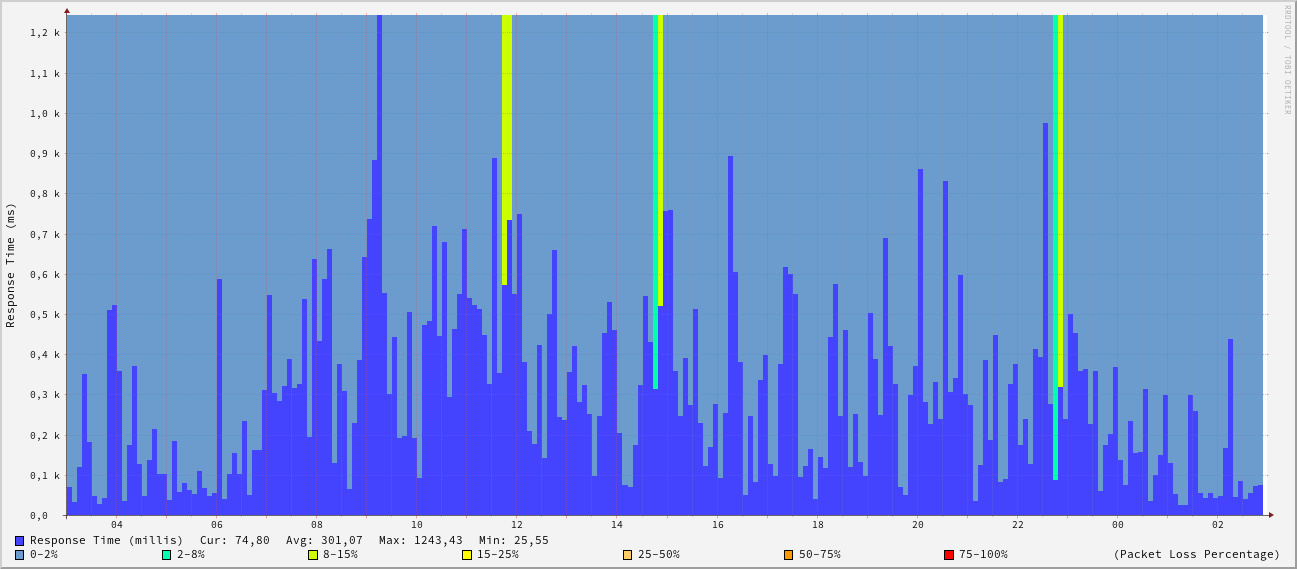 RRDTOOL / TOBI OETIKER
Response Time (ms)
1,2 k
1,1 k
1,0 k
0,9 k
0,8 k
0,7 k
0,6 k
0,5 k
0,4 k
0,3 k
0,2 k
0,1 k
0,0
04 06 08 10 12 14 16 18 20 22 00 02
Response Time (millis) Cur: 74,80 Avg: 301,07 Max: 1243,43 Min: 25,55
0-2% 2-8% 8-15% 15-25% 25-50% 50-75% 75-100% (Packet Loss Percentage)